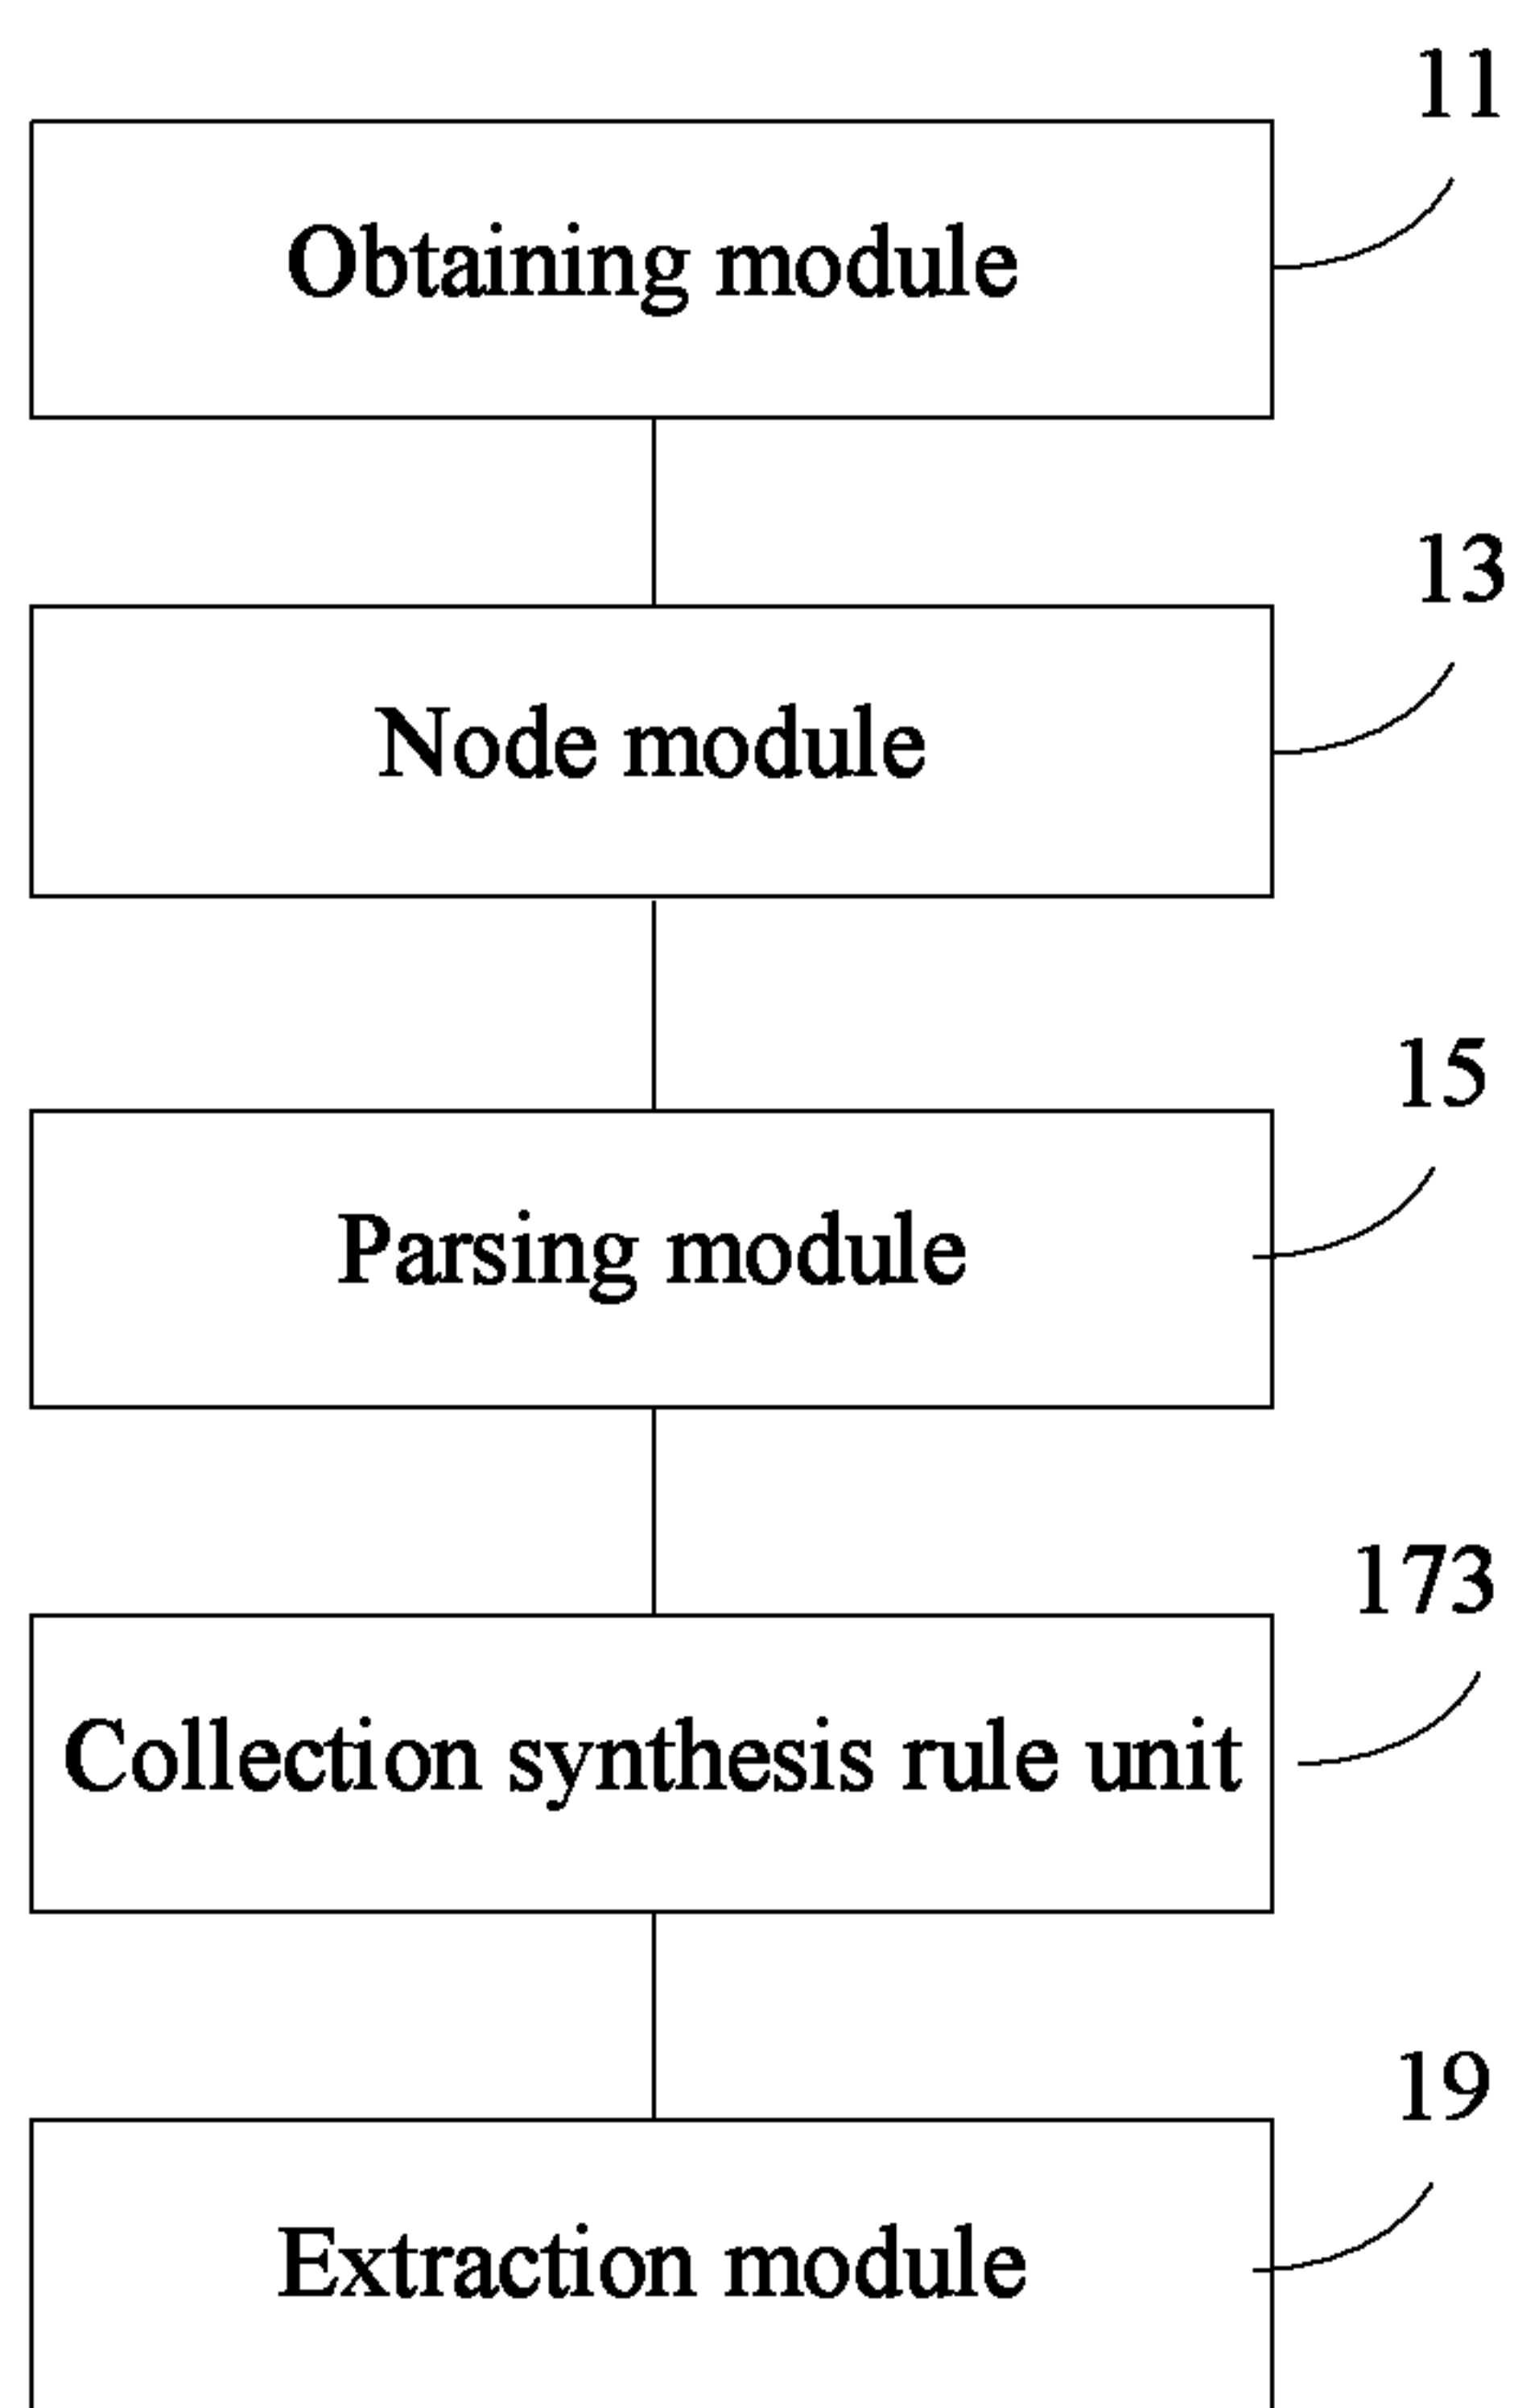 11
Obtaining module
13
Node module
15
Parsing module
173
Collection synthesis rule unit
19
Extraction module